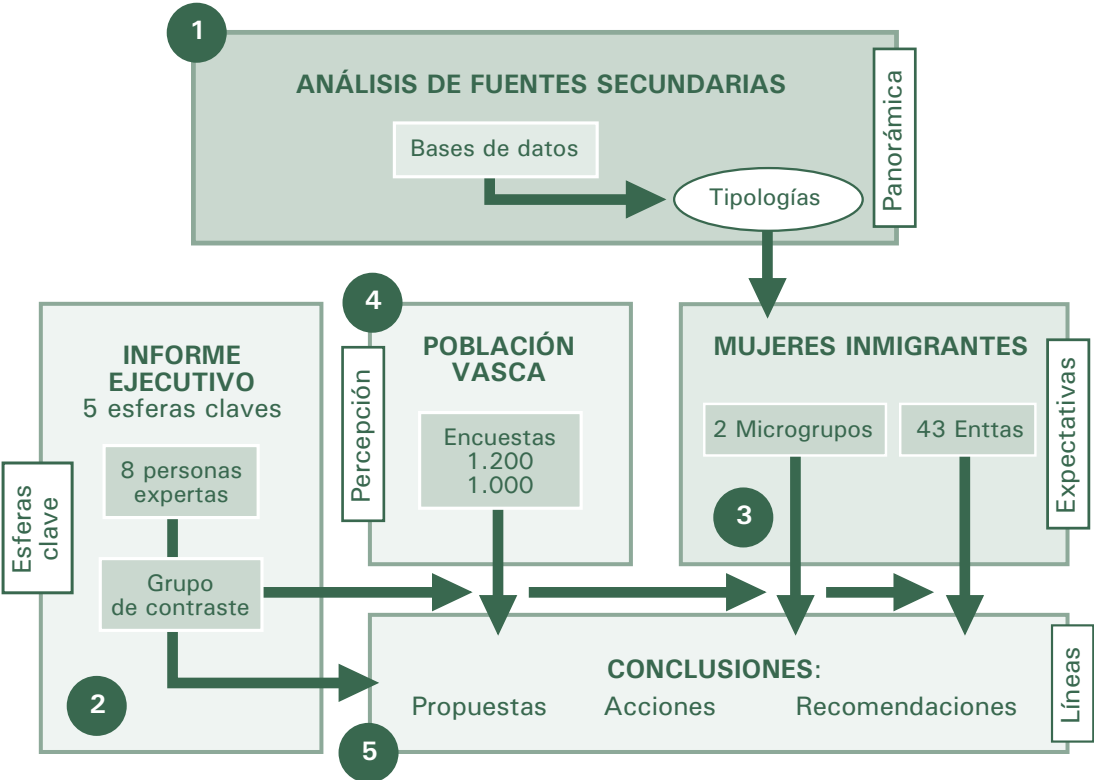 1
ANÁLISIS DE FUENTES SECUNDARIAS
Bases de datos
Tipologías
Panorámica
INFORME
EJECUTIVO
5 esferas claves
8 personas
expertas
Grupo
de contraste
Esferas
clave
2
4
POBLACIÓN
VASCA
Encuestas
1.200
1.000
Percepción
MUJERES INMIGRANTES
2 Microgrupos
43 Enttas
3
Expectativas
CONCLUSIONES:
Propuestas Acciones Recomendaciones
Líneas
5